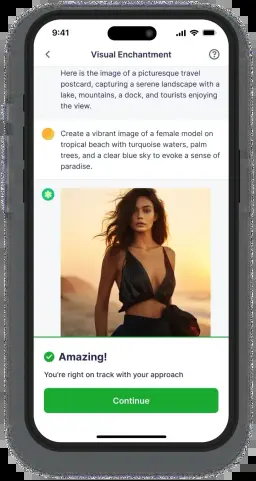 9:41
Visual Enchantment
Here is the image of a picturesque travel
postcard, capturing a serene landscape with a
lake, mountains, a dock, and tourists enjoying
the view.
Create a vibrant image of a female model on
tropical beach with turquoise waters, palm
trees, and a clear blue sky to evoke a sense of
paradise.
Amazing!
You're right on track with your approach
Continue